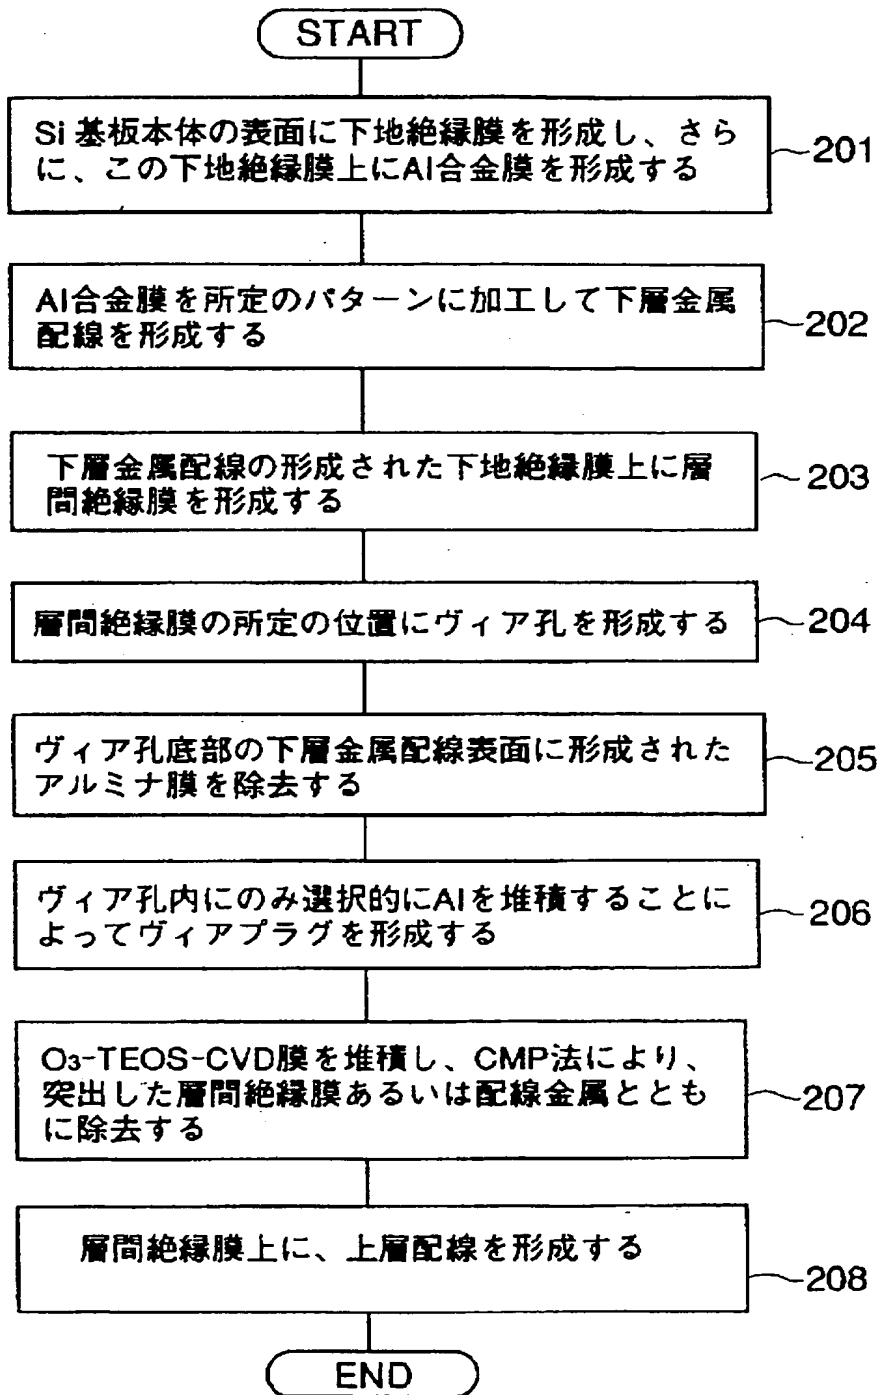 START
Si 基板本体の表面に下地絶縁膜を形成し、さら
に、この下地絶縁膜上にAl合金膜を形成する
201
Al合金膜を所定のパターンに加工して下層金属
配線を形成する
202
下層金属配線の形成された下地絶縁膜上に層
間絶縁膜を形成する
203
層間絶縁膜の所定の位置にヴィア孔を形成する
204
ヴィア孔底部の下層金属配線表面に形成された
アルミナ膜を除去する
205
ヴィア孔内にのみ選択的にAlを堆積することに
よってヴィアプラグを形成する
206
O₃-TEOS-CVD膜を堆積し、CMP法により、
突出した層間絶縁膜あるいは配線金属ととも
に除去する
207
層間絶縁膜上に、上層配線を形成する
208
END